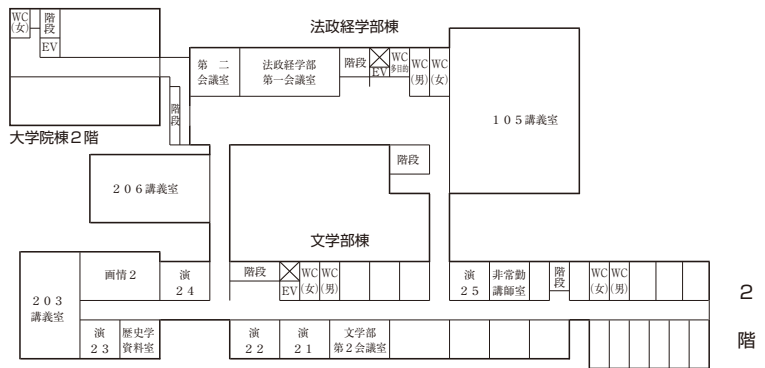 WC
(女)
階段
EV
大学院棟2階
階段
法政経学部棟
第　二
会議室
法政経学部
第一会議室
階段
EV
WC
多目的
WC
(男)
WC
(女)
１０５講義室
２０６講義室
階段
文学部棟
２０３
講義室
画情２
演
２４
階段
EV
WC
(女)
WC
(男)
演
２５
非常勤
講師室
階段
WC
(女)
WC
(男)
演
２３
歴史学
資料室
演
２２
演
２１
文学部
第２会議室
2
階